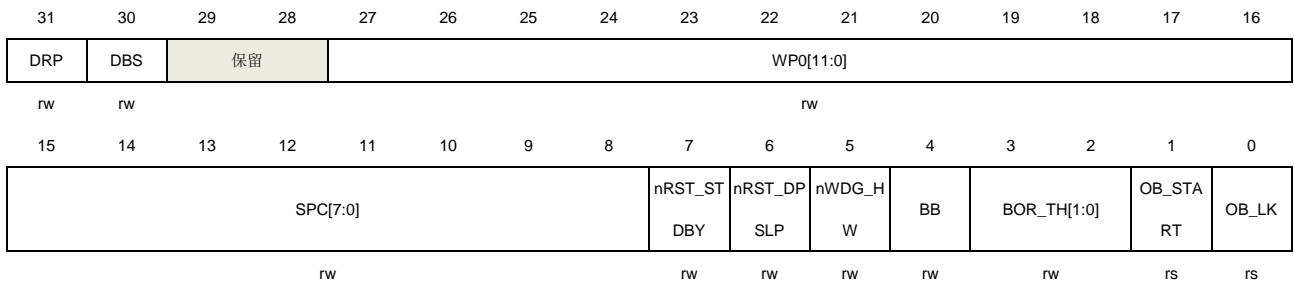 31 30 29 28 27 26 25 24 23 22 21 20 19 18 17 16
DRP DBS 保留 WP0[11:0]
rw rw rw
15 14 13 12 11 10 9 8 7 6 5 4 3 2 1 0
SPC[7:0] nRST_ST
DBY nRST_DP
SLP nWDG_H
W BB BOR_TH[1:0] OB_STA
RT OB_LK
rw rw rw rw rw rw rs rs